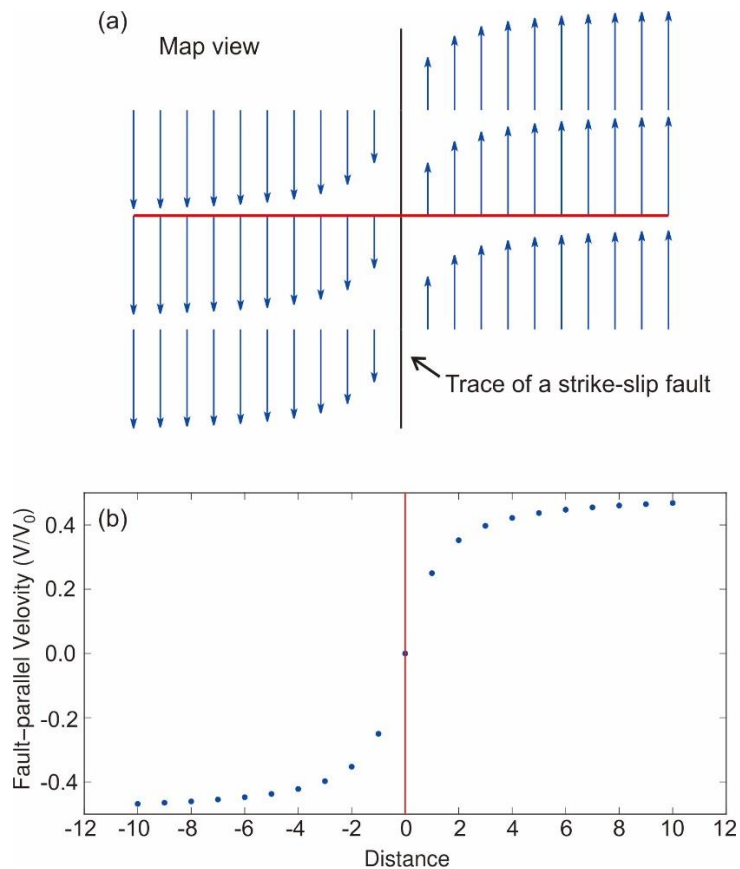 (a)
Map view
Trace of a strike-slip fault
(b)
Fault-parallel Velovity (V/V₀)
0.4
0.2
0.0
-0.2
-0.4
-12 -10 -8 -6 -4 -2 0 2 4 6 8 10 12
Distance